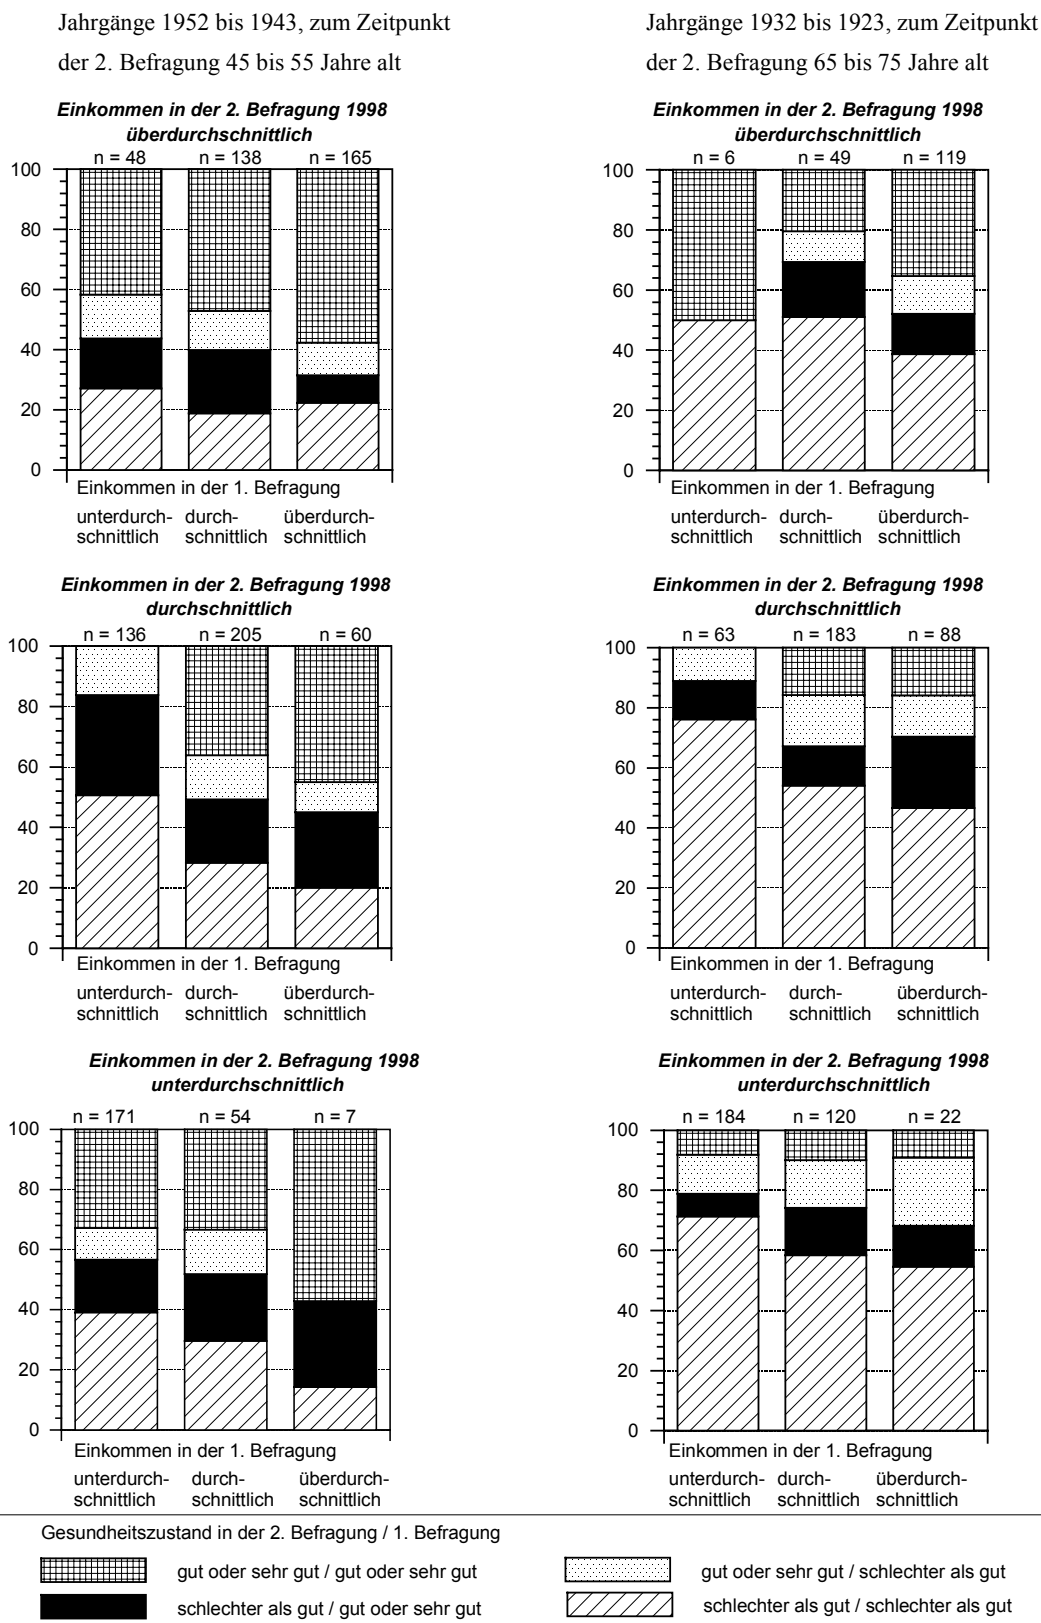 Jahrgänge 1952 bis 1943, zum Zeitpunkt
der 2. Befragung 45 bis 55 Jahre alt
Jahrgänge 1932 bis 1923, zum Zeitpunkt
der 2. Befragung 65 bis 75 Jahre alt
Einkommen in der 2. Befragung 1998
überdurchschnittlich
n = 48 n = 138 n = 165
100
80
60
40
20
0
Einkommen in der 1. Befragung
unterdurch- durch- überdurch-
schnittlich schnittlich schnittlich
Einkommen in der 2. Befragung 1998
überdurchschnittlich
n = 6 n = 49 n = 119
100
80
60
40
20
0
Einkommen in der 1. Befragung
unterdurch- durch- überdurch-
schnittlich schnittlich schnittlich
Einkommen in der 2. Befragung 1998
durchschnittlich
n = 136 n = 205 n = 60
100
80
60
40
20
0
Einkommen in der 1. Befragung
unterdurch- durch- überdurch-
schnittlich schnittlich schnittlich
Einkommen in der 2. Befragung 1998
durchschnittlich
n = 63 n = 183 n = 88
100
80
60
40
20
0
Einkommen in der 1. Befragung
unterdurch- durch- überdurch-
schnittlich schnittlich schnittlich
Einkommen in der 2. Befragung 1998
unterdurchschnittlich
n = 171 n = 54 n = 7
100
80
60
40
20
0
Einkommen in der 1. Befragung
unterdurch- durch- überdurch-
schnittlich schnittlich schnittlich
Einkommen in der 2. Befragung 1998
unterdurchschnittlich
n = 184 n = 120 n = 22
100
80
60
40
20
0
Einkommen in der 1. Befragung
unterdurch- durch- überdurch-
schnittlich schnittlich schnittlich
Gesundheitszustand in der 2. Befragung / 1. Befragung
gut oder sehr gut / gut oder sehr gut
gut oder sehr gut / schlechter als gut
schlechter als gut / gut oder sehr gut
schlechter als gut / schlechter als gut